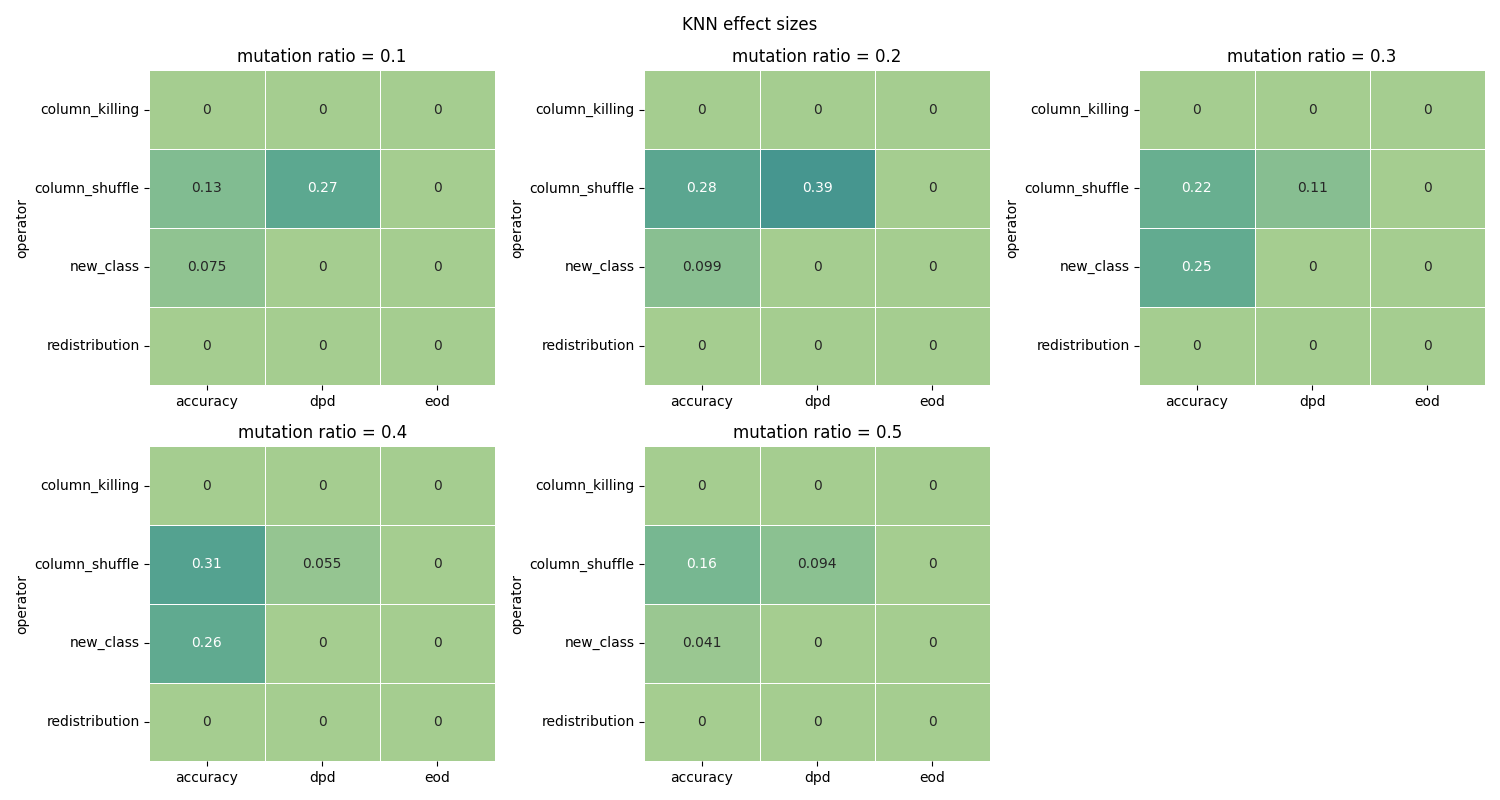 KNN effect sizes
mutation ratio = 0.1
operator
column_killing 0 0 0
column_shuffle 0.13 0.27 0
new_class 0.075 0 0
redistribution 0 0 0
accuracy dpd eod
mutation ratio = 0.2
operator
column_killing 0 0 0
column_shuffle 0.28 0.39 0
new_class 0.099 0 0
redistribution 0 0 0
accuracy dpd eod
mutation ratio = 0.3
operator
column_killing 0 0 0
column_shuffle 0.22 0.11 0
new_class 0.25 0 0
redistribution 0 0 0
accuracy dpd eod
mutation ratio = 0.4
operator
column_killing 0 0 0
column_shuffle 0.31 0.055 0
new_class 0.26 0 0
redistribution 0 0 0
accuracy dpd eod
mutation ratio = 0.5
operator
column_killing 0 0 0
column_shuffle 0.16 0.094 0
new_class 0.041 0 0
redistribution 0 0 0
accuracy dpd eod